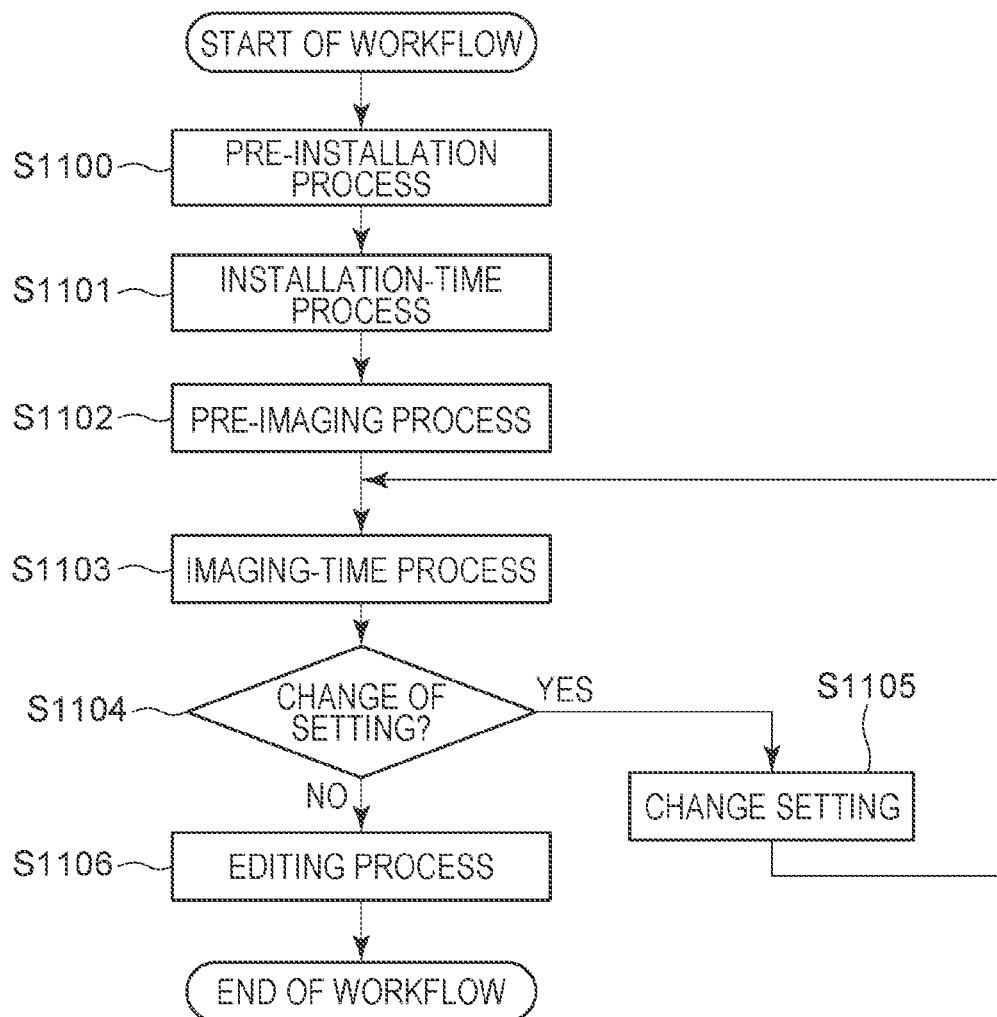 START OF WORKFLOW
S1100
PRE-INSTALLATION
PROCESS
S1101
INSTALLATION-TIME
PROCESS
S1102
PRE-IMAGING PROCESS
S1103
IMAGING-TIME PROCESS
S1104
CHANGE OF
SETTING?
YES
S1105
CHANGE SETTING
NO
S1106
EDITING PROCESS
END OF WORKFLOW